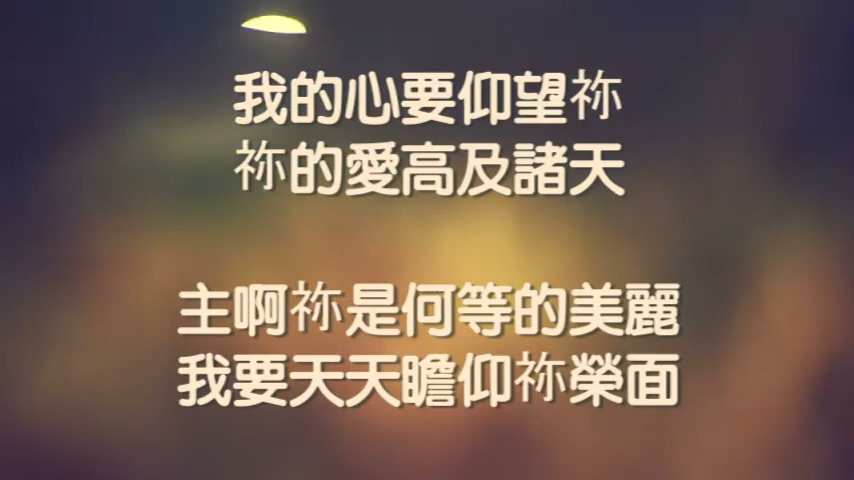 我的心要仰望祢
祢的愛高及諸天
主啊祢是何等的美麗
我要天天瞻仰祢榮面